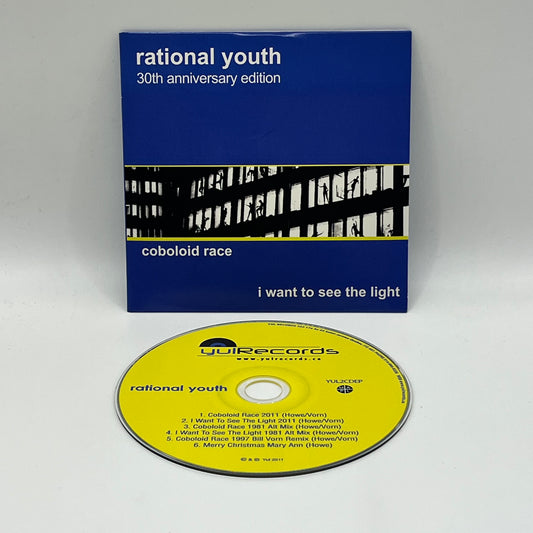 rational youth
30th anniversary edition
coboloid race
i want to see the light
yulRecords
www.yulrecords.ca
rational youth
YUL2CDEP
1. Coboloid Race 2011 (Howe/Vorn)
2. I Want To See The Light 2011 (Howe/Vorn)
3. Coboloid Race 1981 Alt Mix (Howe/Vorn)
4. I Want To See The Light 1981 Alt Mix (Howe/Vorn)
5. Coboloid Race 1997 Bill Vorn Remix (Howe/Vorn)
6. Merry Christmas Mary Ann (Howe)
℗ & © Yul 2011